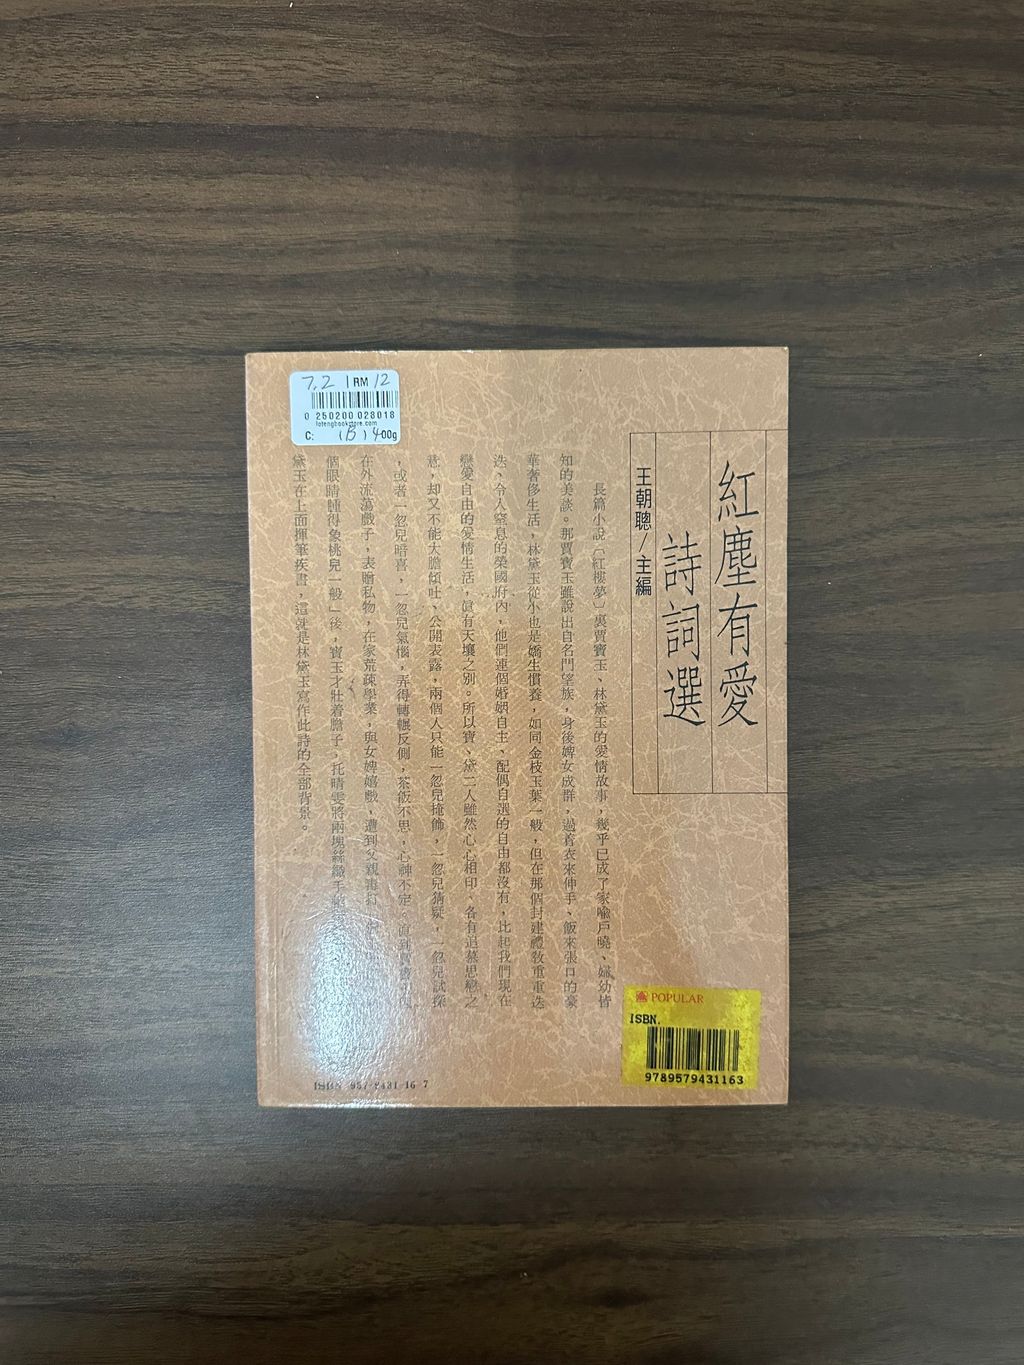 紅塵有愛
詩詞選
王朝聰/主編
長篇小說〔紅樓夢〕裏賈寶玉、林黛玉的愛情故事,幾乎已成了家喻戶曉、婦幼皆
知的美談。那賈寶玉雖說出自名門望族,身後婢女成群,過着衣來伸手、飯來張口的豪
華奢侈生活,林黛玉從小也是嬌生慣養,如同金枝玉葉一般,但在那個封建禮敎重重迭
迭、令人窒息的榮國府內,他們連個婚姻自主、配偶自選的自由都沒有,比起我們現在
戀愛自由的愛情生活,眞有天壤之別。所以寶、黛二人雖然心心相印、各有追慕思戀之
意,却又不能大膽傾吐、公開表露,兩個人只能一忽兒掩飾,一忽兒猜疑,一忽兒試探
,或者一忽兒暗喜,一忽兒氣惱,弄得轉輾反側,茶飯不思,心神不定。直到
在外流蕩戲子,表贈私物,在家荒疎學業,與女婢嬉戲,遭到父親毒打
個眼睛腫得象桃兒一般」後,寶玉才壯着膽子,托晴雯將兩塊絲織手
黛玉在上面揮筆疾書,這就是林黛玉寫作此詩的全部背景。
7.2 1 RM 12
0 250200 028018
lotengbookstore.com
C: (B) 400g
POPULAR
ISBN.
9789579431163
ISBN 957-9431-16-7